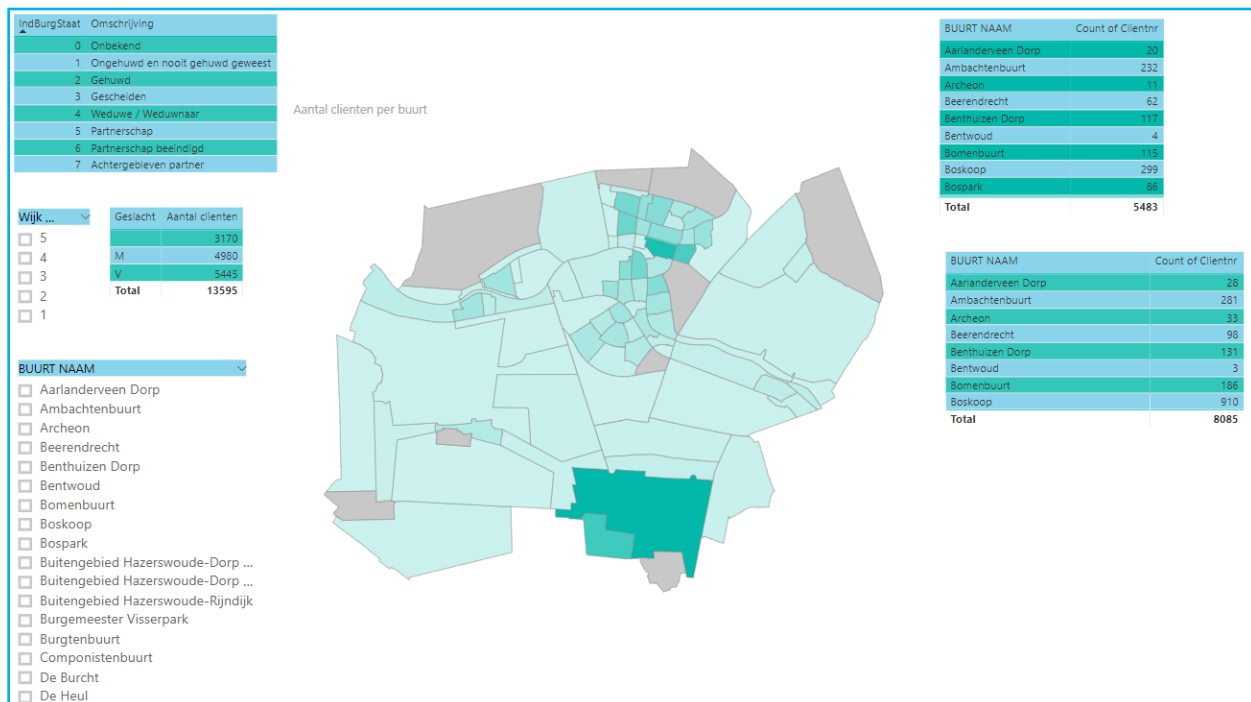 IndBurgStaat Omschrijving
0 Onbekend
1 Ongehuwd en nooit gehuwd geweest
2 Gehuwd
3 Gescheiden
4 Weduwe / Weduwnaar
5 Partnerschap
6 Partnerschap beeindigd
7 Achtergebleven partner
Wijk ...
5
4
3
2
1
Geslacht Aantal clienten
3170
M 4980
V 5445
Total 13595
BUURT NAAM
Aarlanderveen Dorp
Ambachtenbuurt
Archeon
Beerendrecht
Benthuizen Dorp
Bentwoud
Bomenbuurt
Boskoop
Bospark
Buitengebied Hazerswoude-Dorp ...
Buitengebied Hazerswoude-Dorp ...
Buitengebied Hazerswoude-Rijndijk
Burgemeester Visserpark
Burgtenbuurt
Componistenbuurt
De Burcht
De Heul
Aantal clienten per buurt
BUURT NAAM Count of Clientnr
Aarlanderveen Dorp 20
Ambachtenbuurt 232
Archeon 11
Beerendrecht 62
Benthuizen Dorp 117
Bentwoud 4
Bomenbuurt 115
Boskoop 299
Bospark 86
Total 5483
BUURT NAAM Count of Clientnr
Aarlanderveen Dorp 28
Ambachtenbuurt 281
Archeon 33
Beerendrecht 98
Benthuizen Dorp 131
Bentwoud 3
Bomenbuurt 186
Boskoop 910
Total 8085